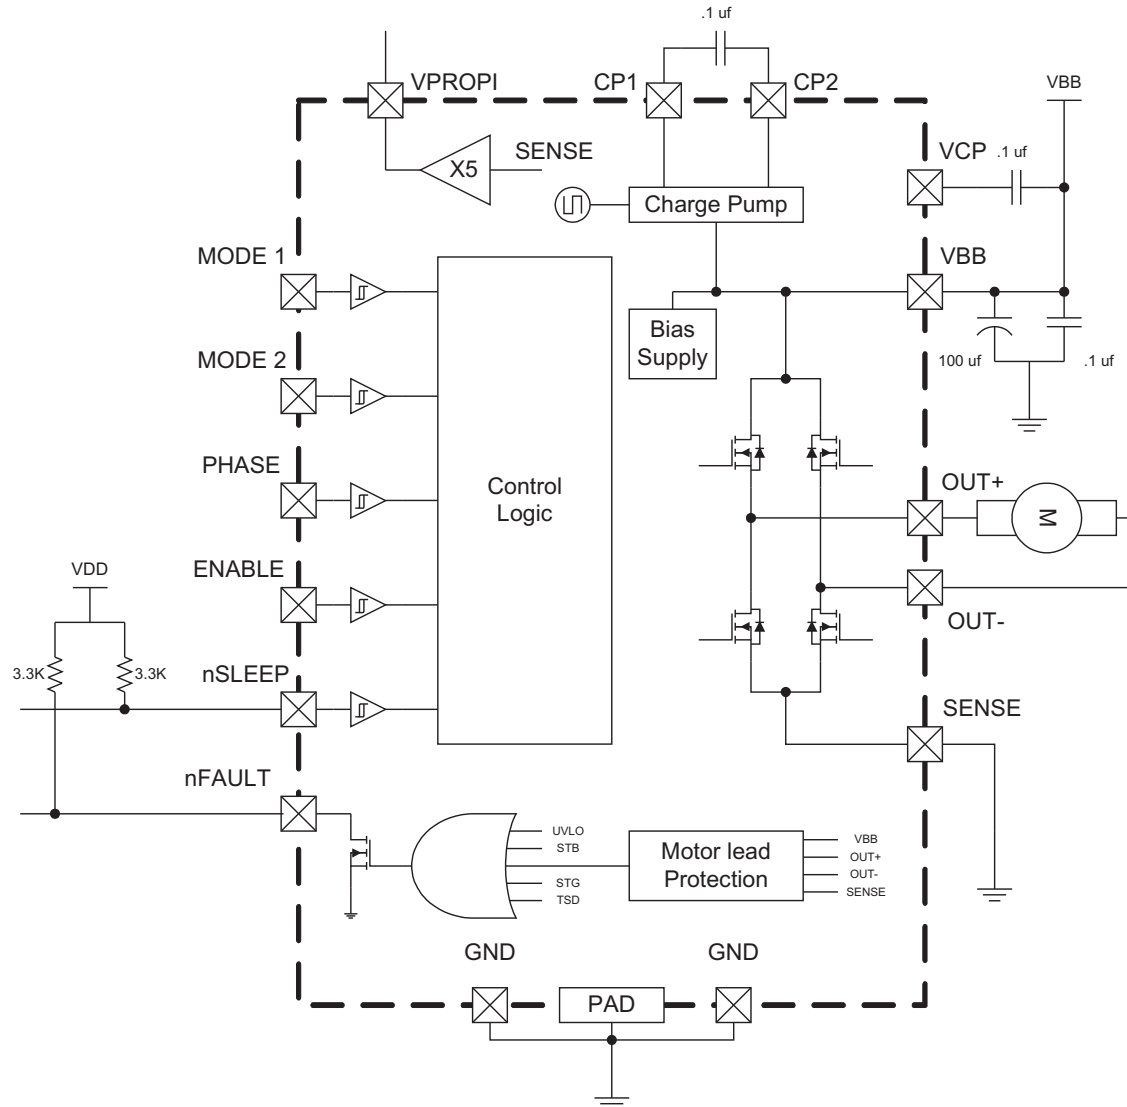 .1 uf
VPROPI
CP1
CP2
VBB
X5
SENSE
VCP
.1 uf
Charge Pump
MODE 1
VBB
Bias
Supply
100 uf
.1 uf
MODE 2
PHASE
Control
Logic
OUT+
M
VDD
ENABLE
OUT-
3.3K
3.3K
nSLEEP
SENSE
nFAULT
UVLO
STB
STG
TSD
Motor lead
Protection
VBB
OUT+
OUT-
SENSE
GND
GND
PAD